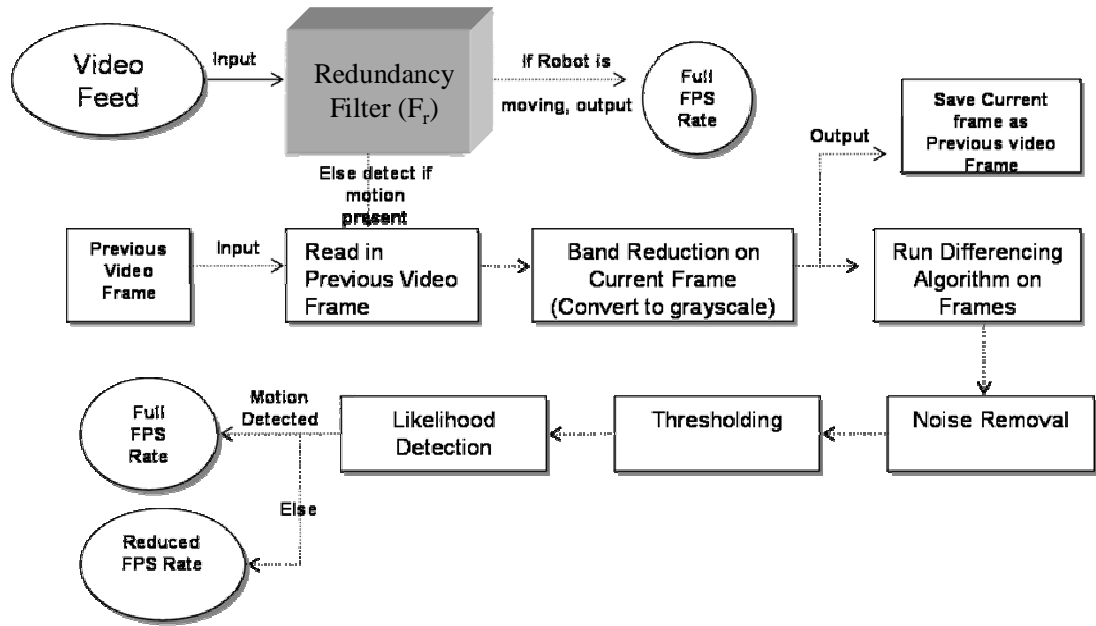 Video
Feed
Input
Redundancy
Filter (Fr)
If Robot is
moving, output
Full
FPS
Rate
Save Current
frame as
Previous video
Frame
Output
Else detect if
motion
present
Previous
Video
Frame
Input
Read in
Previous Video
Frame
Band Reduction on
Current Frame
(Convert to grayscale)
Run Differencing
Algorithm on
Frames
Noise Removal
Thresholding
Likelihood
Detection
Motion
Detected
Full
FPS
Rate
Else
Reduced
FPS Rate